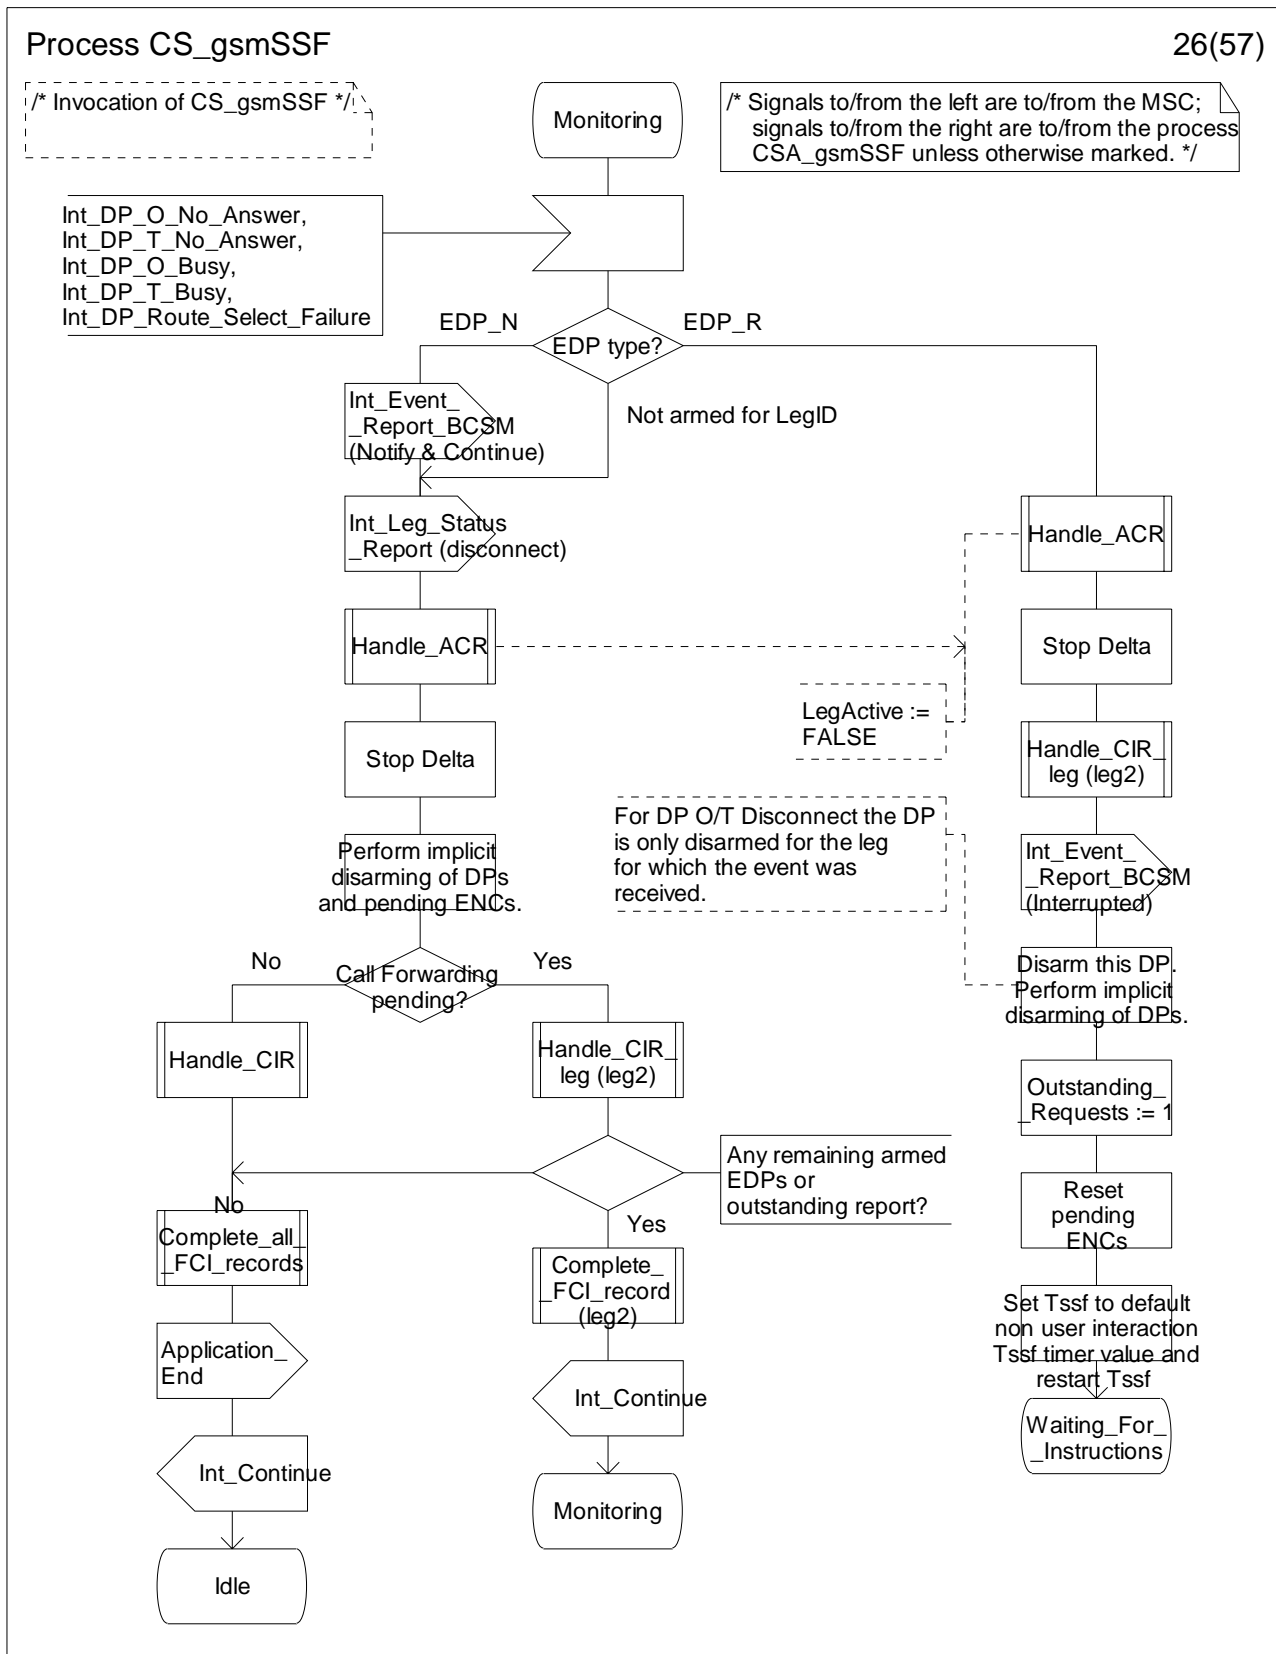 Process CS_gsmSSF
26(57)
/* Invocation of CS_gsmSSF */
Monitoring
/* Signals to/from the left are to/from the MSC;
signals to/from the right are to/from the process
CSA_gsmSSF unless otherwise marked. */
Int_DP_O_No_Answer,
Int_DP_T_No_Answer,
Int_DP_O_Busy,
Int_DP_T_Busy,
Int_DP_Route_Select_Failure
EDP_N
EDP type?
EDP_R
Int_Event_
_Report_BCSM
(Notify & Continue)
Not armed for LegID
Int_Leg_Status
_Report (disconnect)
Handle_ACR
Handle_ACR
Stop Delta
LegActive :=
FALSE
Stop Delta
Handle_CIR_
leg (leg2)
For DP O/T Disconnect the DP
is only disarmed for the leg
for which the event was
received.
Perform implicit
disarming of DPs
and pending ENCs.
Int_Event_
_Report_BCSM
(Interrupted)
No
Call Forwarding
pending?
Yes
Disarm this DP.
Perform implicit
disarming of DPs.
Handle_CIR
Handle_CIR_
leg (leg2)
Outstanding_
_Requests := 1
Any remaining armed
EDPs or
outstanding report?
No
Yes
Reset
pending
ENCs
Complete_all_
_FCI_records
Complete_
_FCI_record
(leg2)
Set Tssf to default
non user interaction
Tssf timer value and
restart Tssf
Application_
End
Int_Continue
Waiting_For_
_Instructions
Int_Continue
Monitoring
Idle